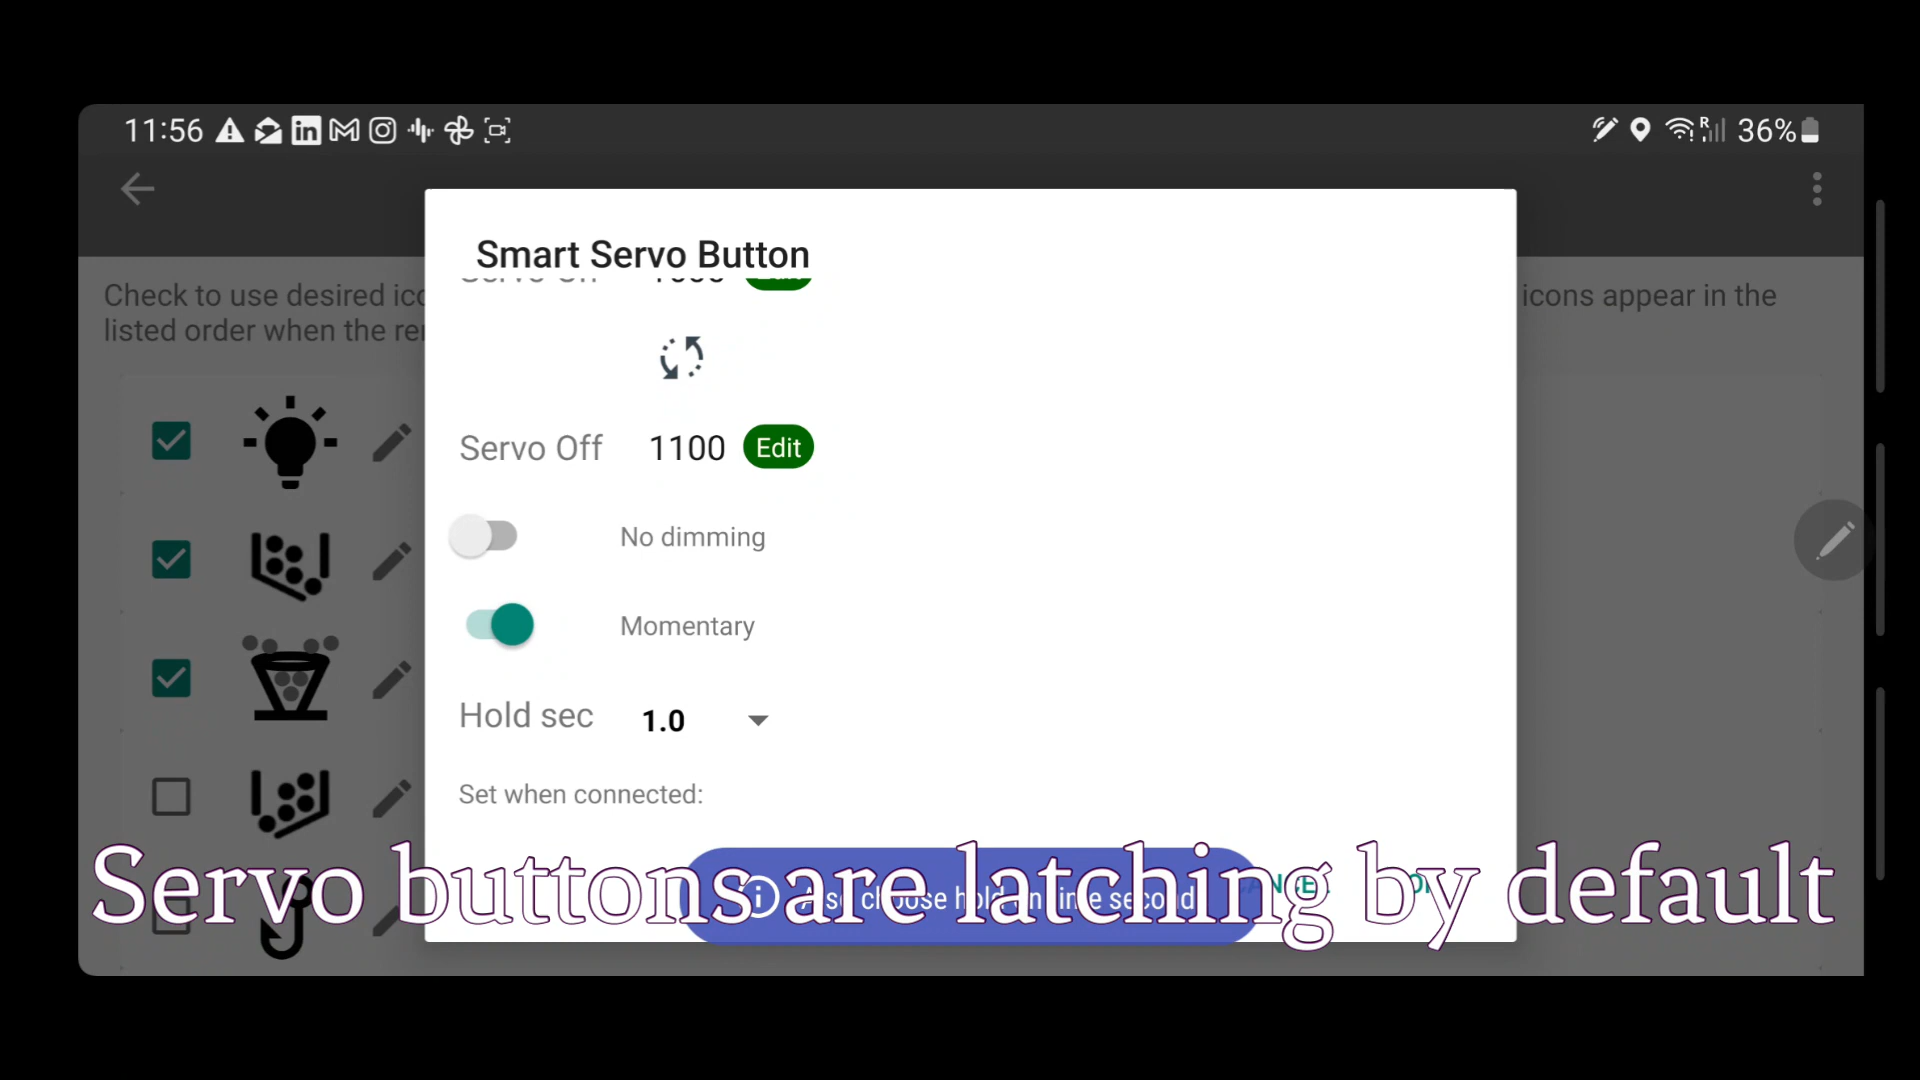 11:56
36%
Smart Servo Button
Check to use desired
icons appear in the
listed order when the
Servo Off 1100 Edit
No dimming
Momentary
Hold sec 1.0
Set when connected:
Servo buttons are latching by default